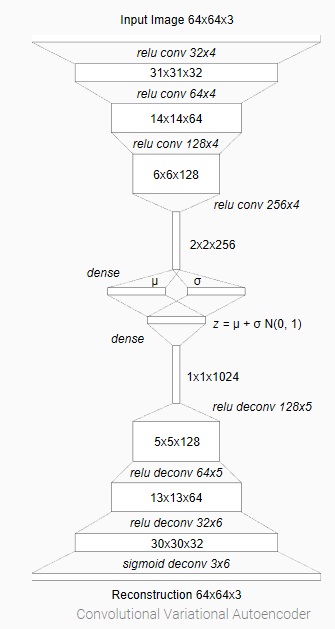 Input Image 64x64x3
relu conv 32x4
31x31x32
relu conv 64x4
14x14x64
relu conv 128x4
6x6x128
relu conv 256x4
2x2x256
dense
μ σ
z = μ + σ N(0, 1)
dense
1x1x1024
relu deconv 128x5
5x5x128
relu deconv 64x5
13x13x64
relu deconv 32x6
30x30x32
sigmoid deconv 3x6
Reconstruction 64x64x3
Convolutional Variational Autoencoder